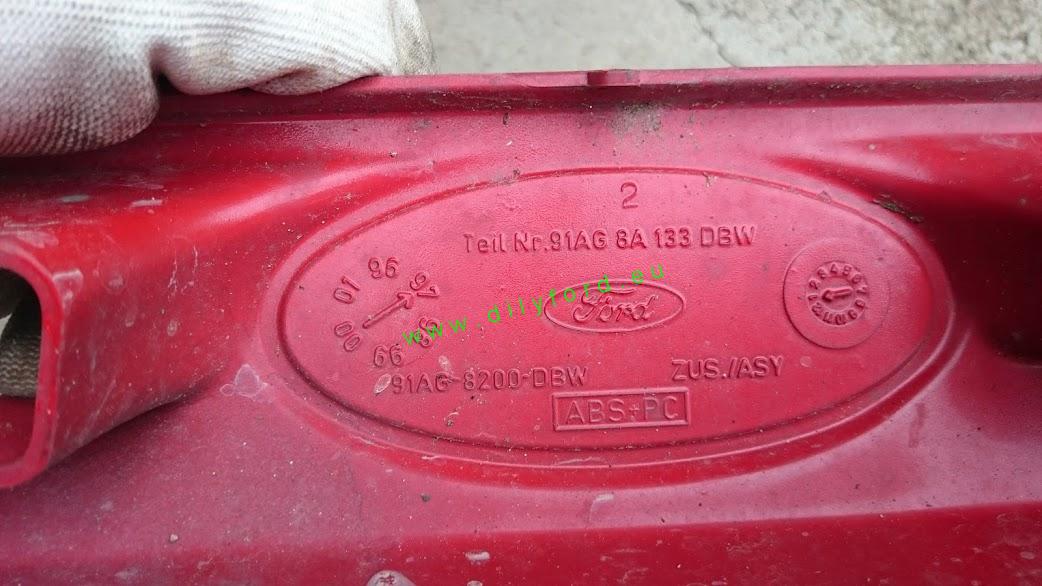 2
Teil Nr.91AG 8A 133 DBW
01 96 97
00 99 98
Ford
www.dilyford.eu
91AG-8200-DBW
ZUS./ASY
ABS+PC